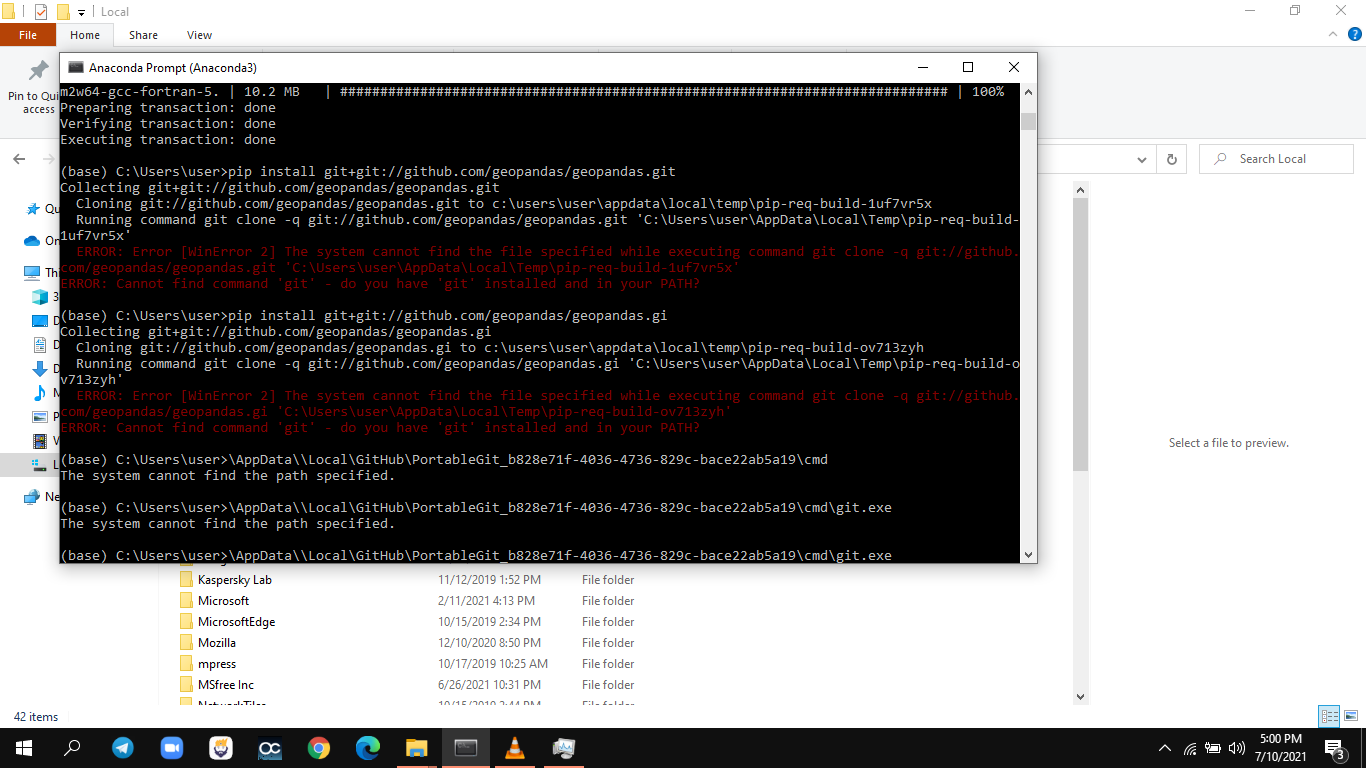 Local
File
Home
Share
View
Pin to Qui
access
Anaconda Prompt (Anaconda3)
m2w64-gcc-fortran-5. | 10.2 MB   | ############################################################################ | 100%
Preparing transaction: done
Verifying transaction: done
Executing transaction: done
(base) C:\Users\user>pip install git+git://github.com/geopandas/geopandas.git
Collecting git+git://github.com/geopandas/geopandas.git
  Cloning git://github.com/geopandas/geopandas.git to c:\users\user\appdata\local\temp\pip-req-build-1uf7vr5x
  Running command git clone -q git://github.com/geopandas/geopandas.git 'C:\Users\user\AppData\Local\Temp\pip-req-build-
1uf7vr5x'
  ERROR: Error [WinError 2] The system cannot find the file specified while executing command git clone -q git://github.
com/geopandas/geopandas.git 'C:\Users\user\AppData\Local\Temp\pip-req-build-1uf7vr5x'
ERROR: Cannot find command 'git' - do you have 'git' installed and in your PATH?
(base) C:\Users\user>pip install git+git://github.com/geopandas/geopandas.gi
Collecting git+git://github.com/geopandas/geopandas.gi
  Cloning git://github.com/geopandas/geopandas.gi to c:\users\user\appdata\local\temp\pip-req-build-ov713zyh
  Running command git clone -q git://github.com/geopandas/geopandas.gi 'C:\Users\user\AppData\Local\Temp\pip-req-build-o
v713zyh'
  ERROR: Error [WinError 2] The system cannot find the file specified while executing command git clone -q git://github.
com/geopandas/geopandas.gi 'C:\Users\user\AppData\Local\Temp\pip-req-build-ov713zyh'
ERROR: Cannot find command 'git' - do you have 'git' installed and in your PATH?
(base) C:\Users\user>\AppData\\Local\GitHub\PortableGit_b828e71f-4036-4736-829c-bace22ab5a19\cmd
The system cannot find the path specified.
(base) C:\Users\user>\AppData\\Local\GitHub\PortableGit_b828e71f-4036-4736-829c-bace22ab5a19\cmd\git.exe
The system cannot find the path specified.
(base) C:\Users\user>\AppData\\Local\GitHub\PortableGit_b828e71f-4036-4736-829c-bace22ab5a19\cmd\git.exe
Search Local
Qu
On
Th
3
Ne
Select a file to preview.
Kaspersky Lab 11/12/2019 1:52 PM File folder
Microsoft 2/11/2021 4:13 PM File folder
MicrosoftEdge 10/15/2019 2:34 PM File folder
Mozilla 12/10/2020 8:50 PM File folder
mpress 10/17/2019 10:25 AM File folder
MSfree Inc 6/26/2021 10:31 PM File folder
NetworkTiles 10/15/2019 2:44 PM File folder
42 items
OC
5:00 PM
7/10/2021
3